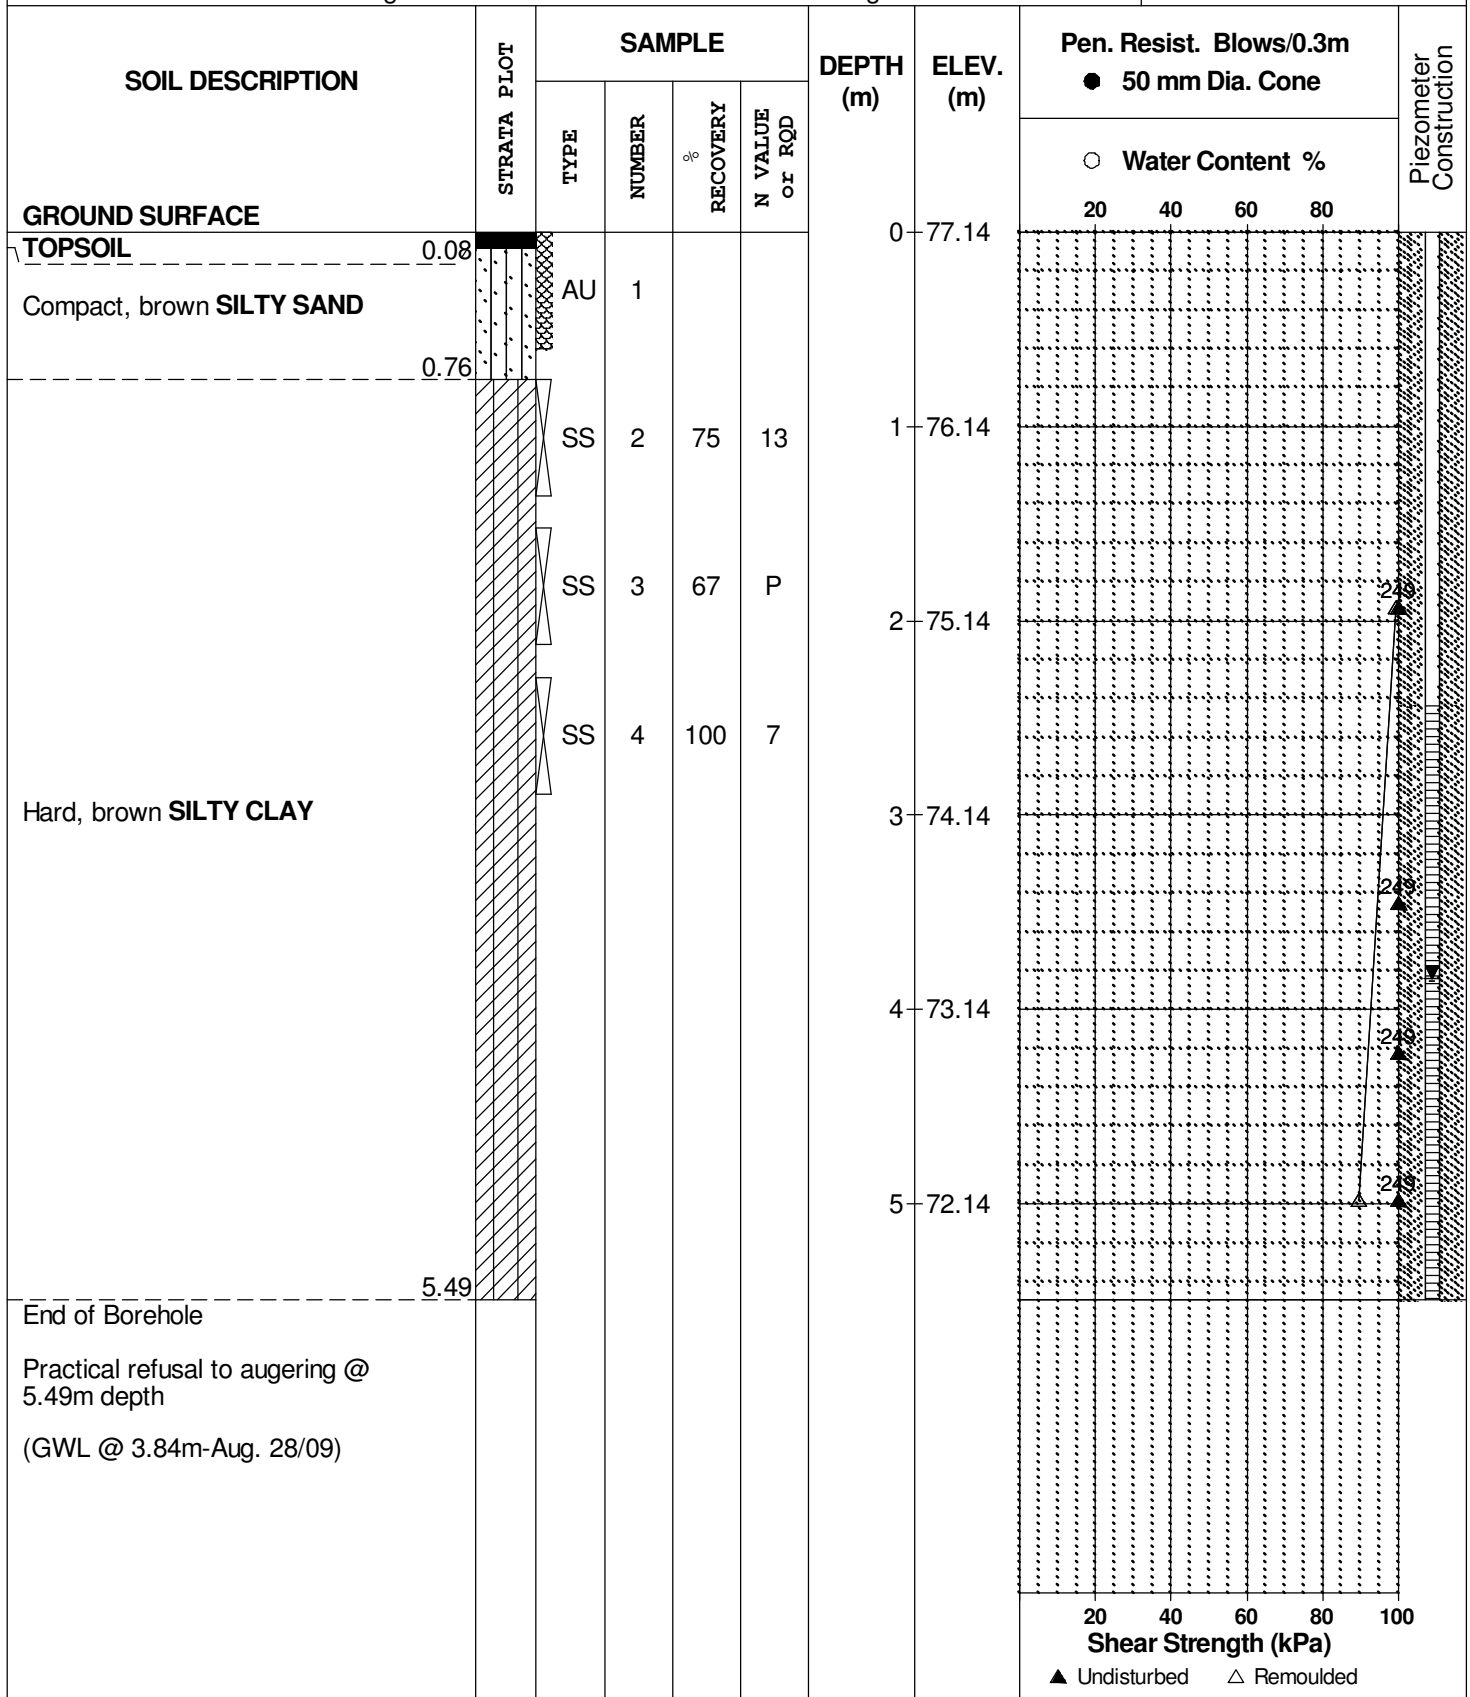 SOIL DESCRIPTION
STRATA PLOT
SAMPLE
TYPE
NUMBER
% RECOVERY
N VALUE or RQD
DEPTH (m)
ELEV. (m)
Pen. Resist. Blows/0.3m
● 50 mm Dia. Cone
○ Water Content %
Piezometer Construction
20 40 60 80
GROUND SURFACE
0 77.14
TOPSOIL 0.08
AU 1
Compact, brown SILTY SAND
0.76
1 76.14
SS 2 75 13
SS 3 67 P
249
2 75.14
SS 4 100 7
Hard, brown SILTY CLAY
3 74.14
249
4 73.14
249
249
5 72.14
5.49
End of Borehole
Practical refusal to augering @
5.49m depth
(GWL @ 3.84m-Aug. 28/09)
20 40 60 80 100
Shear Strength (kPa)
▲ Undisturbed △ Remoulded